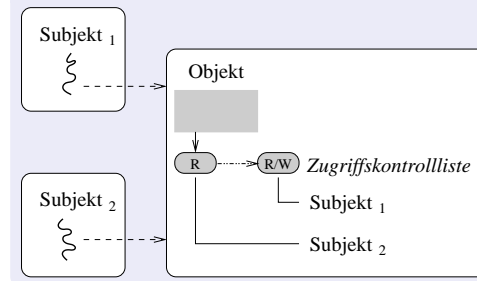 Subjekt 1
Objekt
R
R/W
Zugriffskontrollliste
Subjekt 1
Subjekt 2
Subjekt 2